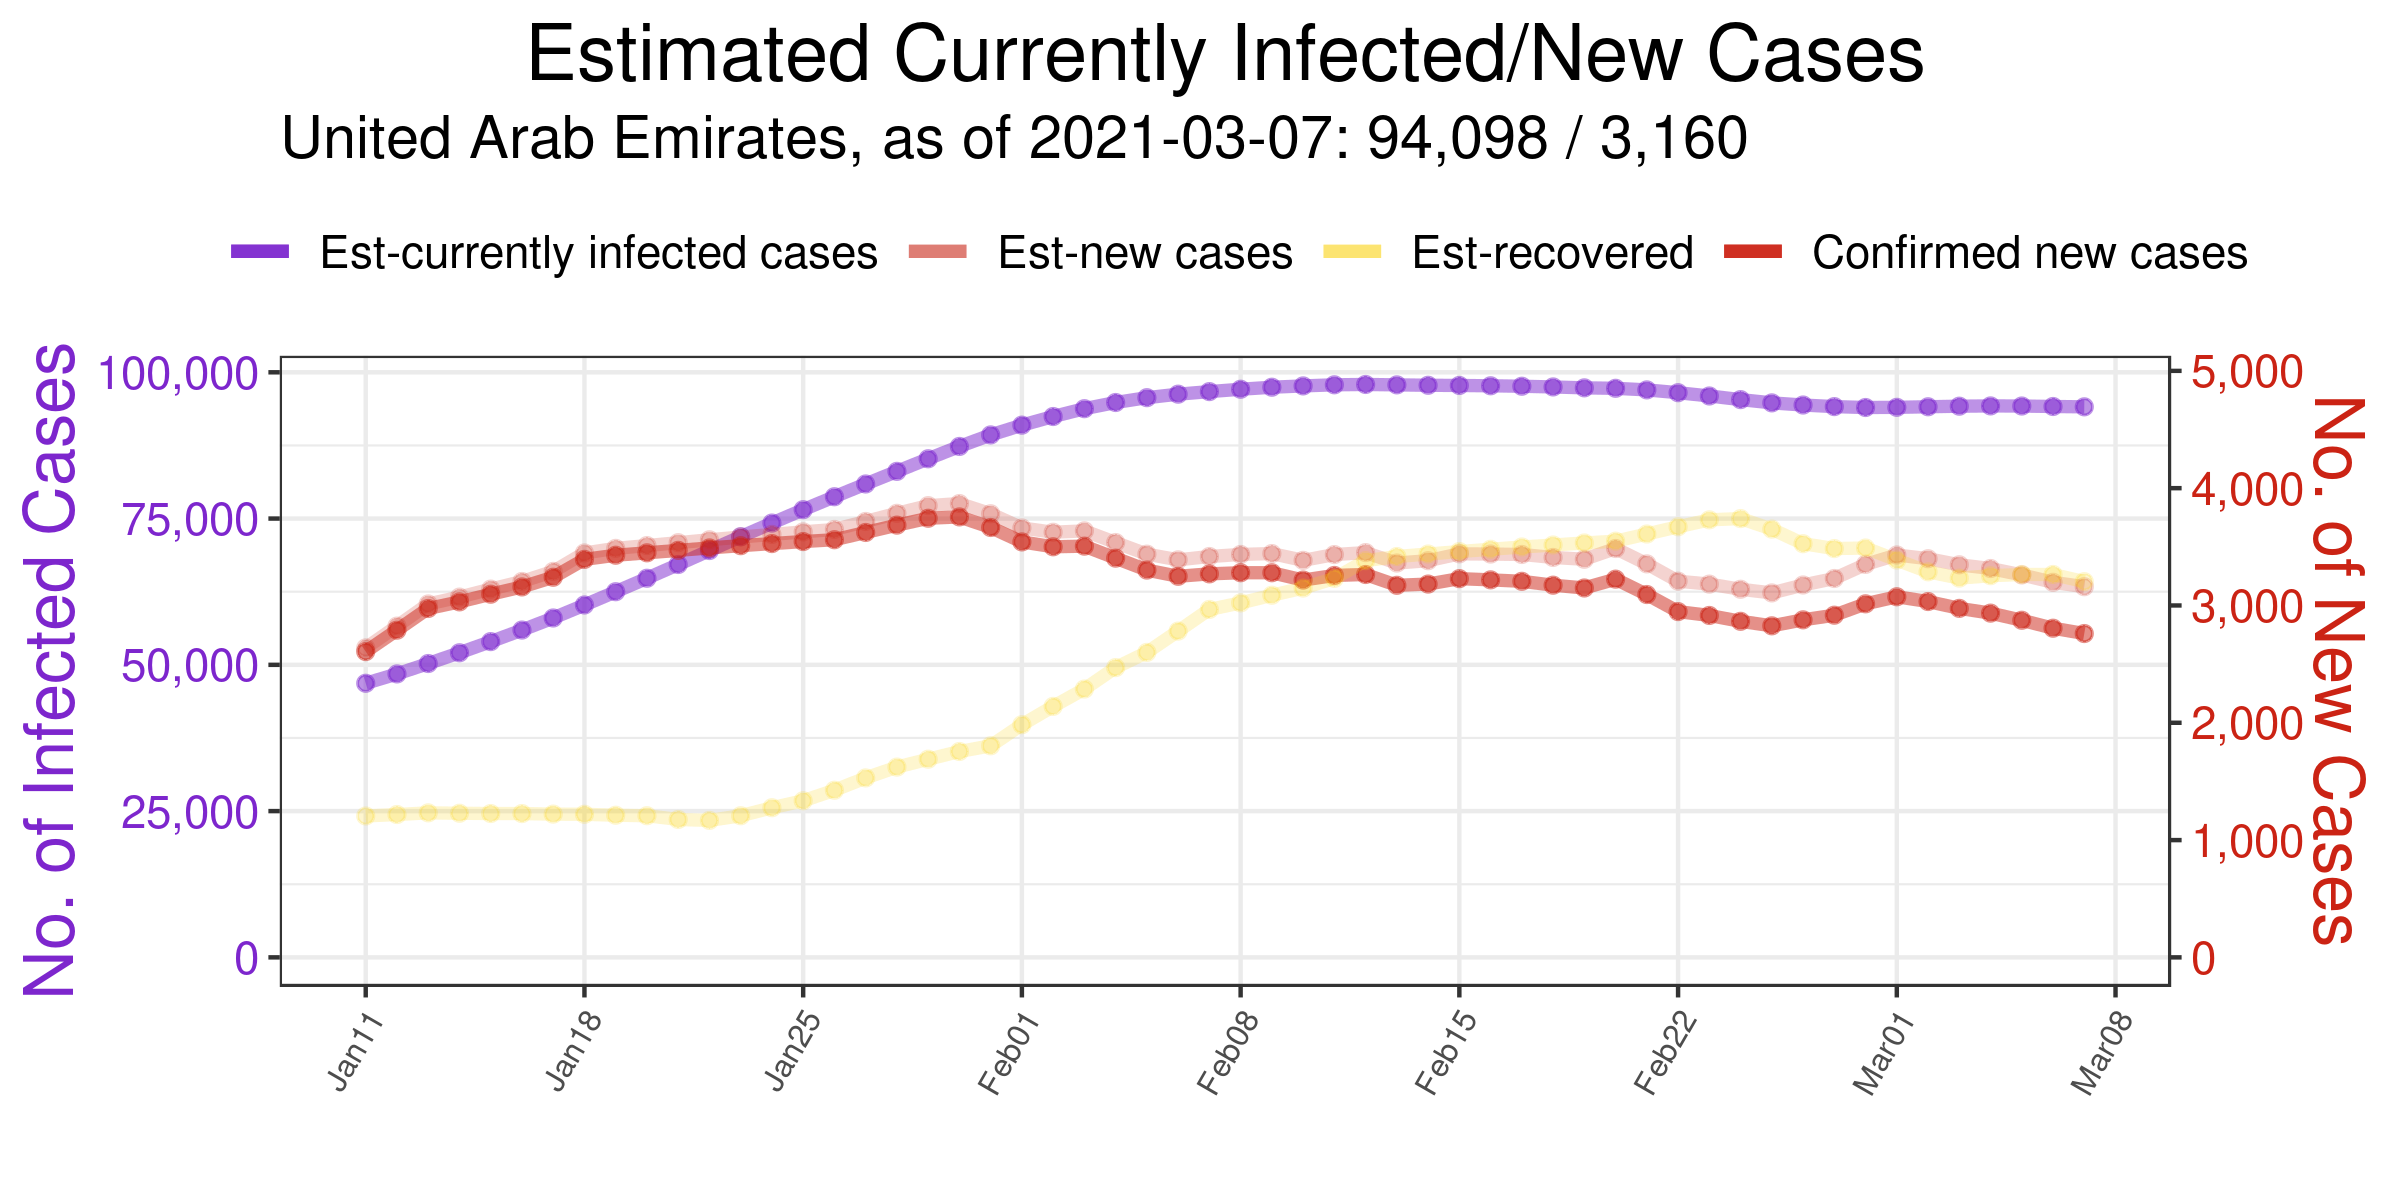 Estimated Currently Infected/New Cases
United Arab Emirates, as of 2021-03-07: 94,098 / 3,160
Est-currently infected cases Est-new cases Est-recovered Confirmed new cases
No. of Infected Cases
100,000
75,000
50,000
25,000
0
5,000
4,000
3,000
2,000
1,000
0
No. of New Cases
Jan11 Jan18 Jan25 Feb01 Feb08 Feb15 Feb22 Mar01 Mar08